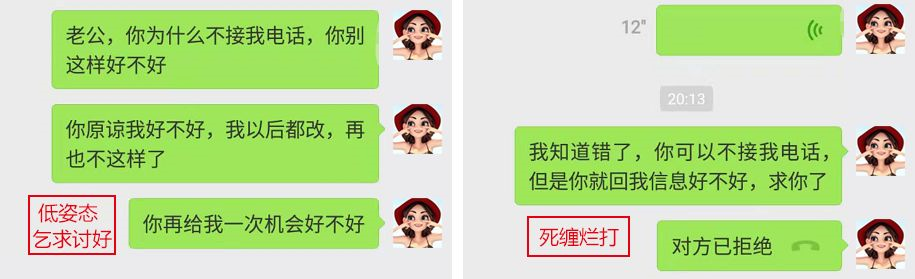 老公，你为什么不接我电话，你别
这样好不好
你原谅我好不好，我以后都改，再
也不这样了
低姿态
乞求讨好
你再给我一次机会好不好
12"
20:13
我知道错了，你可以不接我电话，
但是你就回我信息好不好，求你了
死缠烂打
对方已拒绝